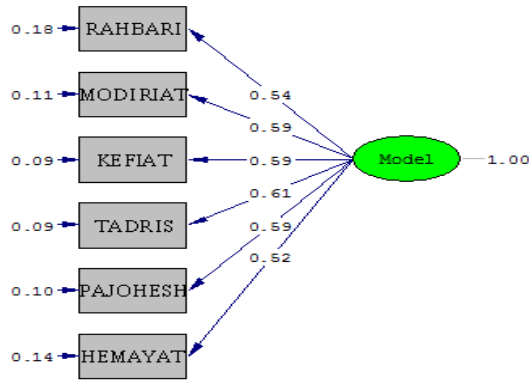 0.18 RAHBARI
0.54
0.11 MODIRIAT
0.59
0.09 KEFIAT 0.59 Model 1.00
0.61
0.09 TADRIS
0.59
0.52
0.10 PAJOHESH
0.14 HEMAYAT